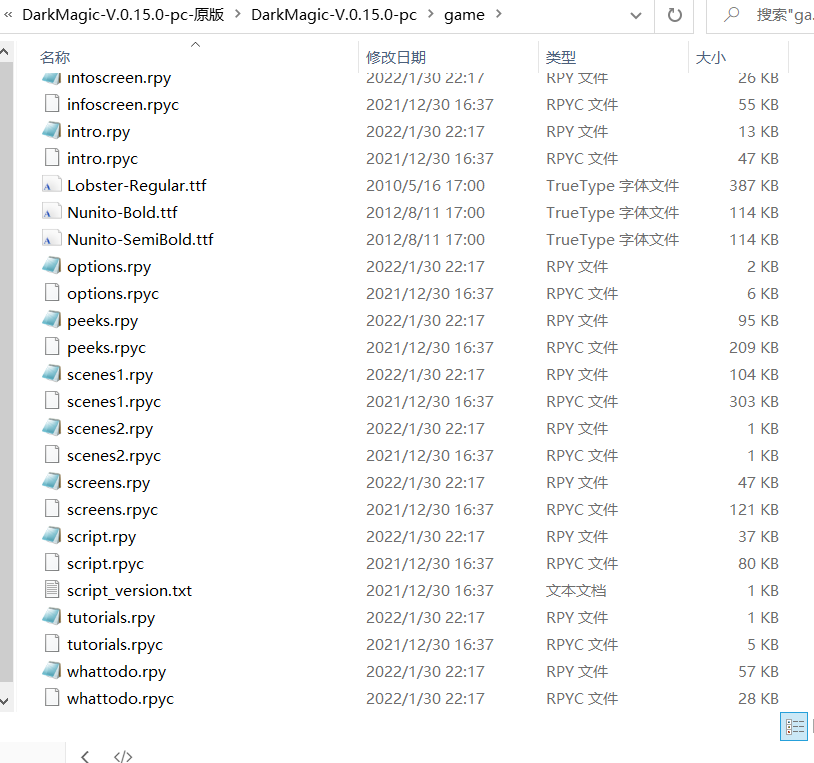 « DarkMagic-V.0.15.0-pc-原版 > DarkMagic-V.0.15.0-pc > game > 搜索"ga.
名称 修改日期 类型 大小
infoscreen.rpy 2022/1/30 22:17 RPY 文件 26 KB
infoscreen.rpyc 2021/12/30 16:37 RPYC 文件 55 KB
intro.rpy 2022/1/30 22:17 RPY 文件 13 KB
intro.rpyc 2021/12/30 16:37 RPYC 文件 47 KB
Lobster-Regular.ttf 2010/5/16 17:00 TrueType 字体文件 387 KB
Nunito-Bold.ttf 2012/8/11 17:00 TrueType 字体文件 114 KB
Nunito-SemiBold.ttf 2012/8/11 17:00 TrueType 字体文件 114 KB
options.rpy 2022/1/30 22:17 RPY 文件 2 KB
options.rpyc 2021/12/30 16:37 RPYC 文件 6 KB
peeks.rpy 2022/1/30 22:17 RPY 文件 95 KB
peeks.rpyc 2021/12/30 16:37 RPYC 文件 209 KB
scenes1.rpy 2022/1/30 22:17 RPY 文件 104 KB
scenes1.rpyc 2021/12/30 16:37 RPYC 文件 303 KB
scenes2.rpy 2022/1/30 22:17 RPY 文件 1 KB
scenes2.rpyc 2021/12/30 16:37 RPYC 文件 1 KB
screens.rpy 2022/1/30 22:17 RPY 文件 47 KB
screens.rpyc 2021/12/30 16:37 RPYC 文件 121 KB
script.rpy 2022/1/30 22:17 RPY 文件 37 KB
script.rpyc 2021/12/30 16:37 RPYC 文件 80 KB
script_version.txt 2021/12/30 16:37 文本文档 1 KB
tutorials.rpy 2022/1/30 22:17 RPY 文件 1 KB
tutorials.rpyc 2021/12/30 16:37 RPYC 文件 5 KB
whattodo.rpy 2022/1/30 22:17 RPY 文件 57 KB
whattodo.rpyc 2022/1/30 22:17 RPYC 文件 28 KB